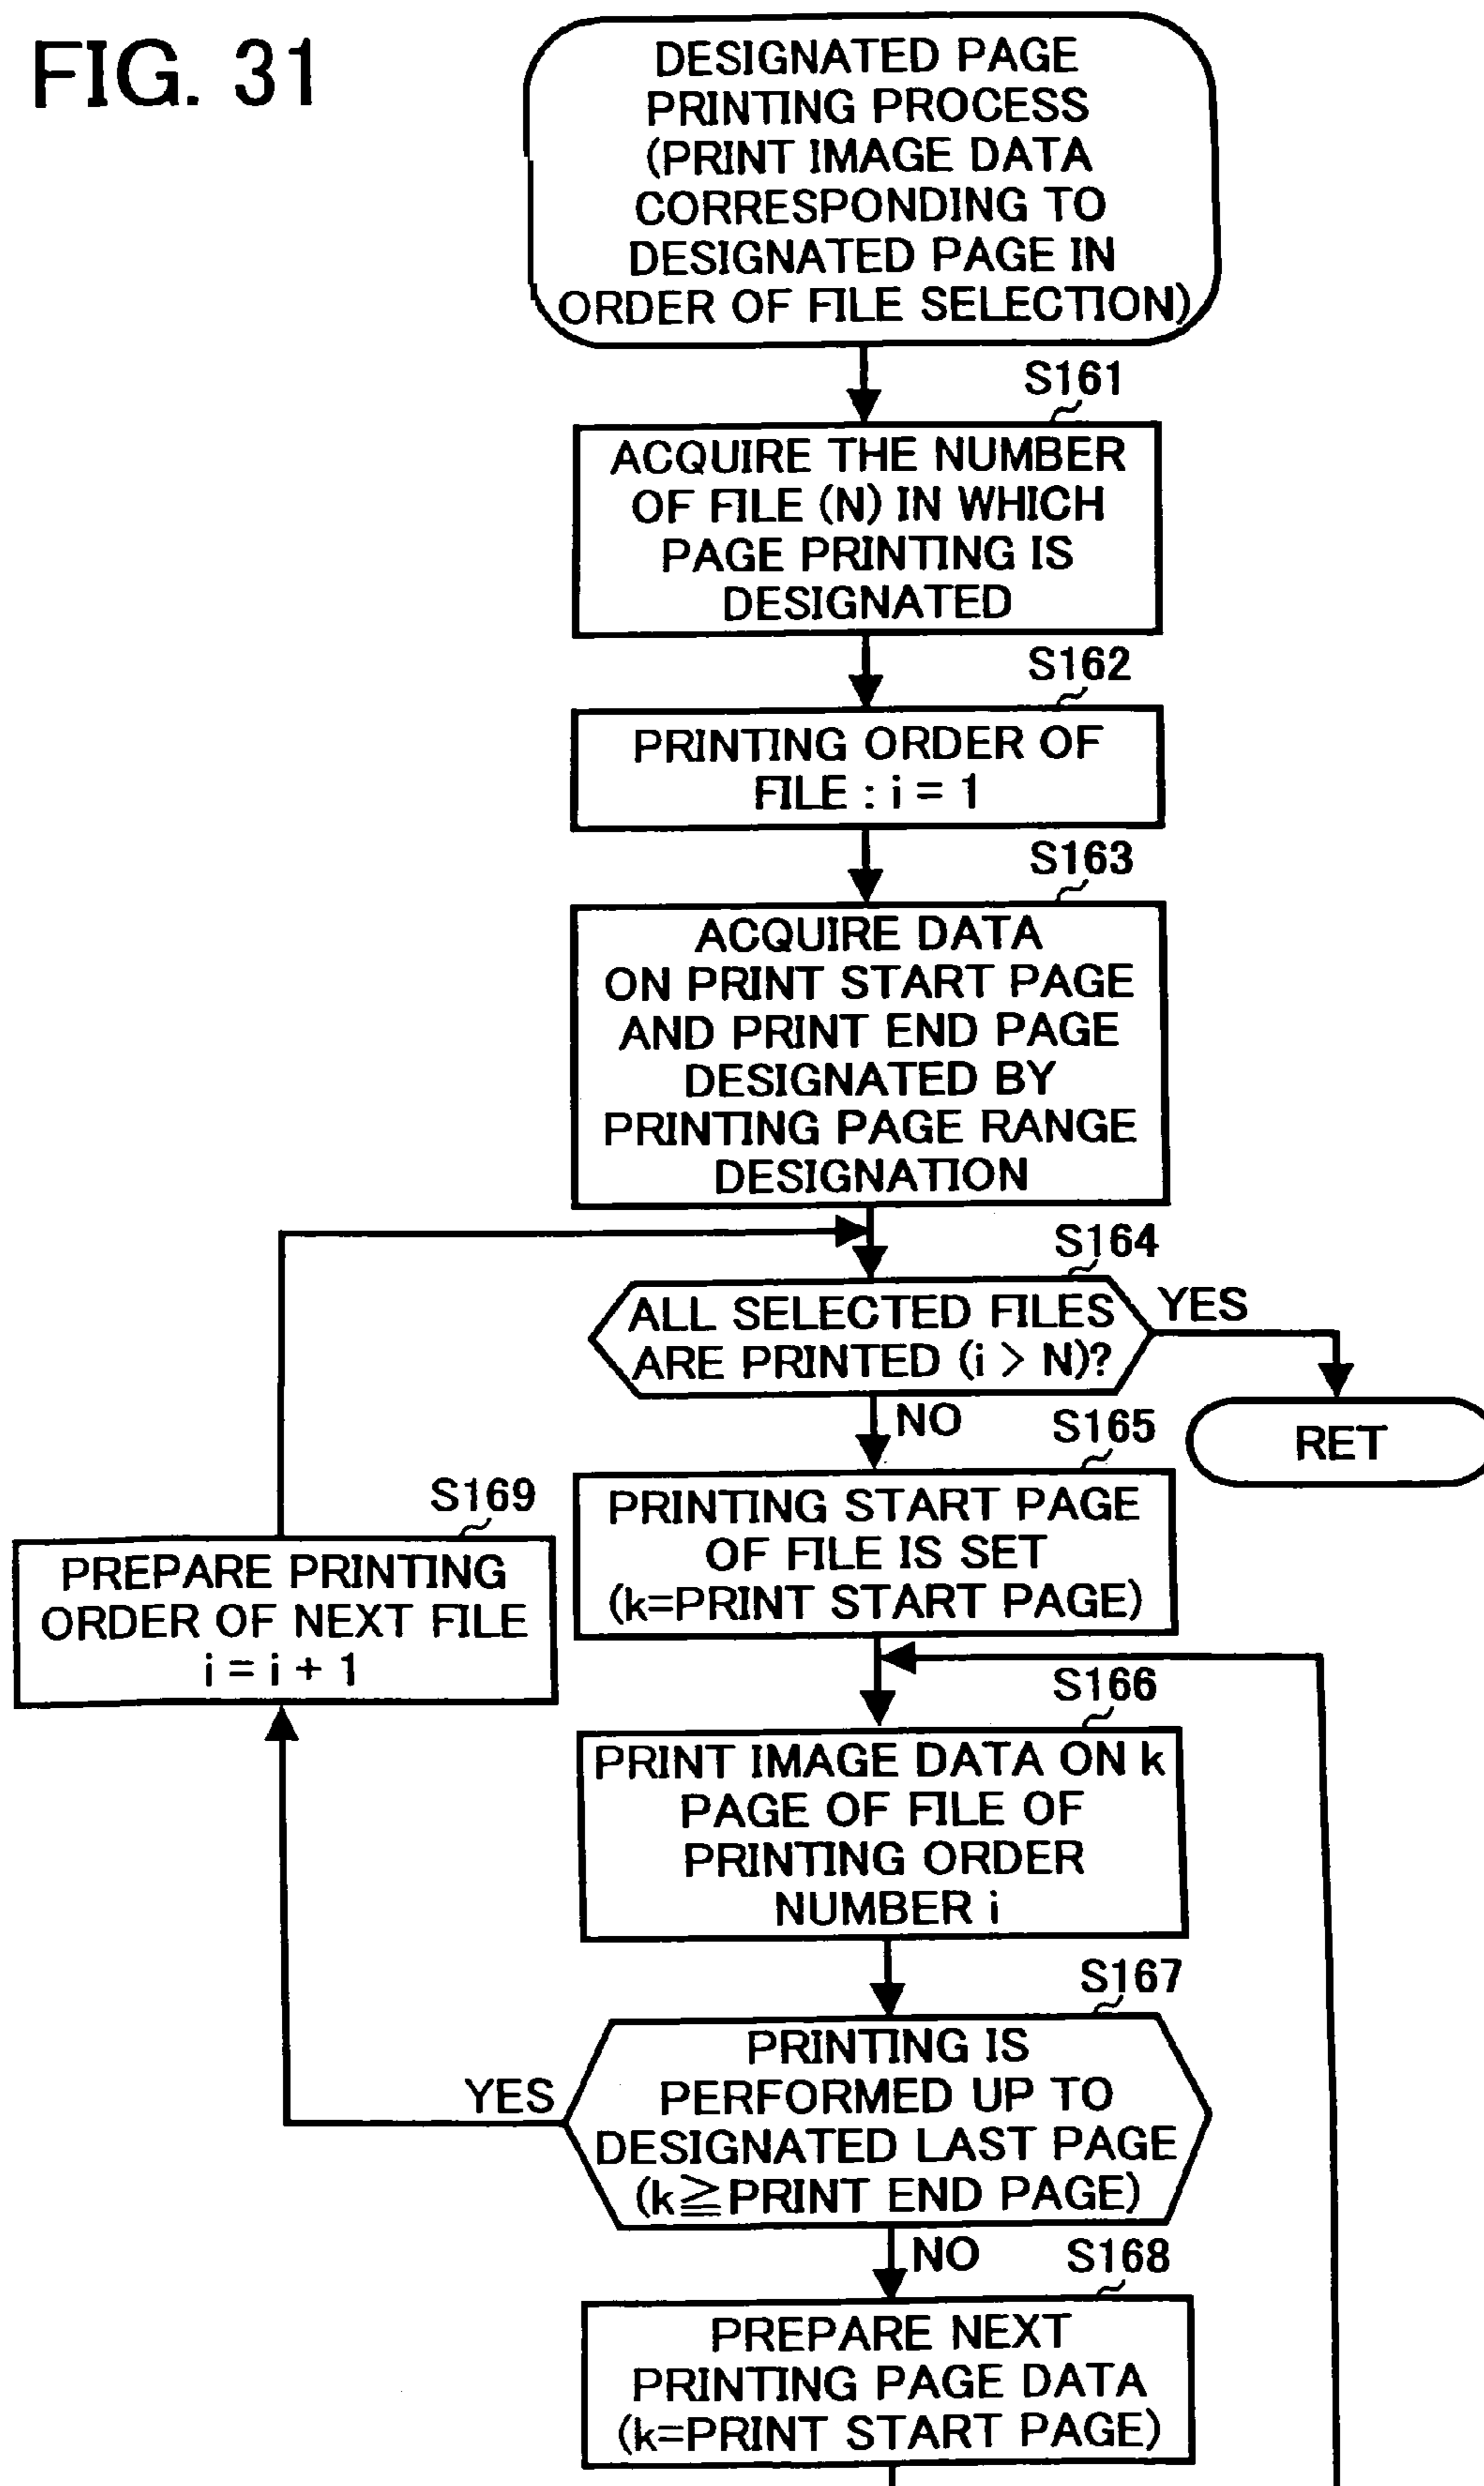 FIG. 31
DESIGNATED PAGE
PRINTING PROCESS
(PRINT IMAGE DATA
CORRESPONDING TO
DESIGNATED PAGE IN
ORDER OF FILE SELECTION)
S161
ACQUIRE THE NUMBER
OF FILE (N) IN WHICH
PAGE PRINTING IS
DESIGNATED
S162
PRINTING ORDER OF
FILE : i = 1
S163
ACQUIRE DATA
ON PRINT START PAGE
AND PRINT END PAGE
DESIGNATED BY
PRINTING PAGE RANGE
DESIGNATION
S164
ALL SELECTED FILES
ARE PRINTED (i > N)?
YES
RET
NO
S165
PRINTING START PAGE
OF FILE IS SET
(k=PRINT START PAGE)
S169
PREPARE PRINTING
ORDER OF NEXT FILE
i = i + 1
S166
PRINT IMAGE DATA ON k
PAGE OF FILE OF
PRINTING ORDER
NUMBER i
S167
PRINTING IS
PERFORMED UP TO
DESIGNATED LAST PAGE
(k≧PRINT END PAGE)
YES
NO
S168
PREPARE NEXT
PRINTING PAGE DATA
(k=PRINT START PAGE)